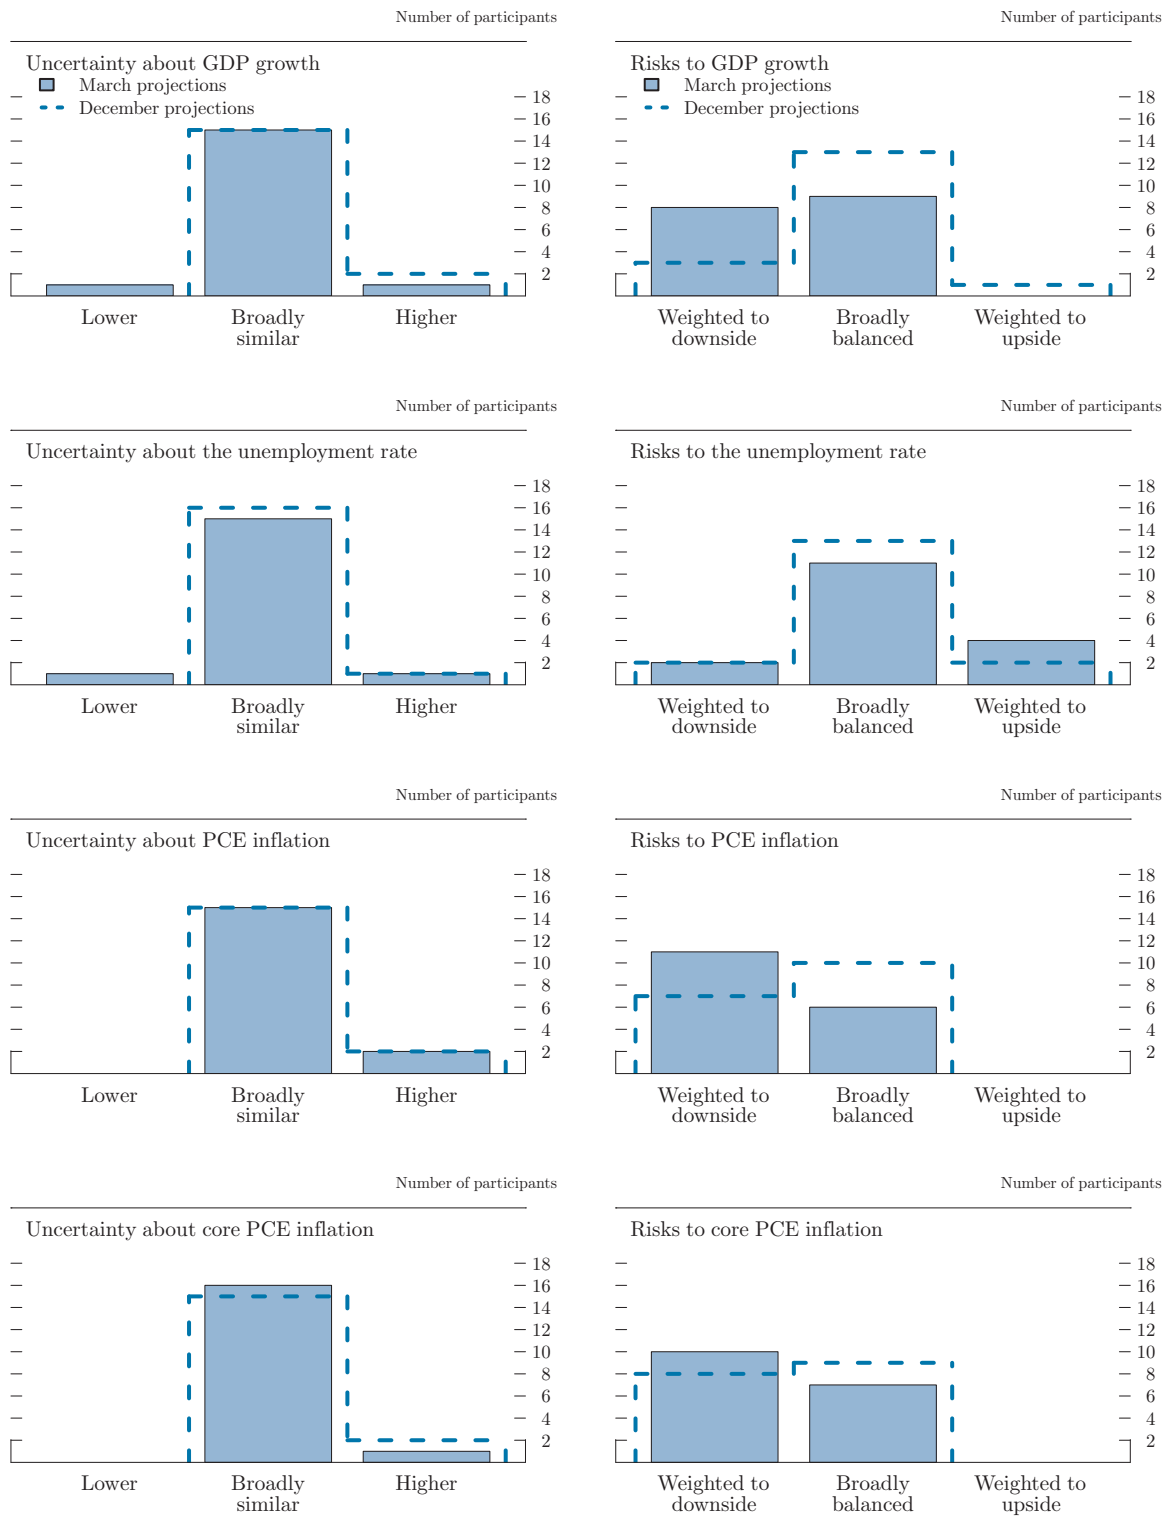 Number of participants
Uncertainty about GDP growth
March projections
December projections
18
16
14
12
10
8
6
4
2
Lower
Broadly
similar
Higher
Number of participants
Risks to GDP growth
March projections
December projections
18
16
14
12
10
8
6
4
2
Weighted to
downside
Broadly
balanced
Weighted to
upside
Number of participants
Uncertainty about the unemployment rate
18
16
14
12
10
8
6
4
2
Lower
Broadly
similar
Higher
Number of participants
Risks to the unemployment rate
18
16
14
12
10
8
6
4
2
Weighted to
downside
Broadly
balanced
Weighted to
upside
Number of participants
Uncertainty about PCE inflation
18
16
14
12
10
8
6
4
2
Lower
Broadly
similar
Higher
Number of participants
Risks to PCE inflation
18
16
14
12
10
8
6
4
2
Weighted to
downside
Broadly
balanced
Weighted to
upside
Number of participants
Uncertainty about core PCE inflation
18
16
14
12
10
8
6
4
2
Lower
Broadly
similar
Higher
Number of participants
Risks to core PCE inflation
18
16
14
12
10
8
6
4
2
Weighted to
downside
Broadly
balanced
Weighted to
upside